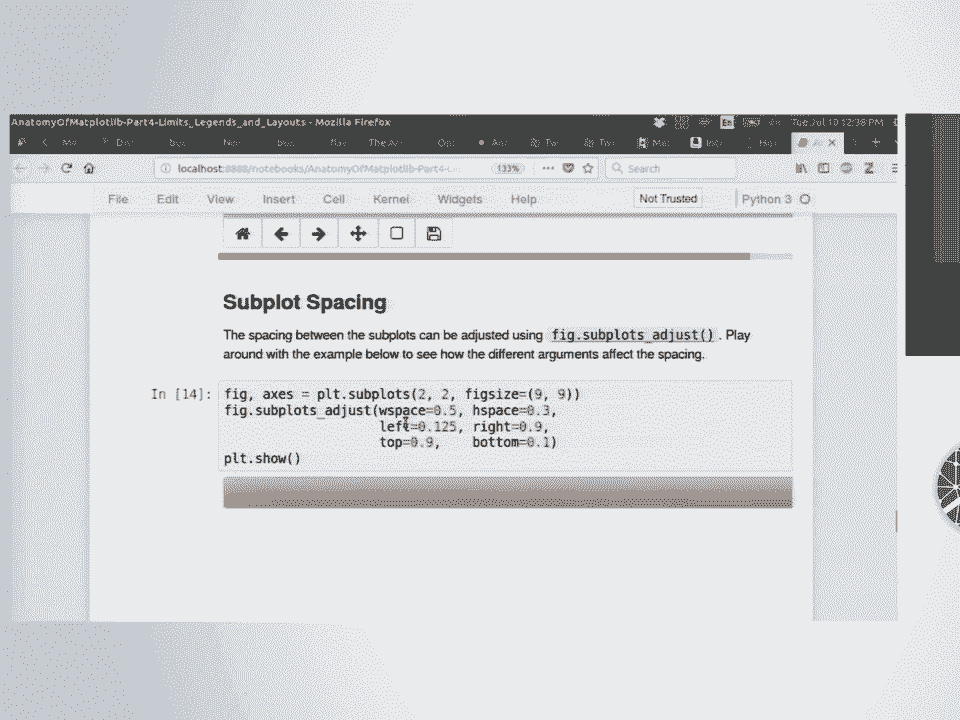 AnatomyOfMatplotlib-Part4-Limits_Legends_and_Layouts - Mozilla Firefox
En
Tue Jul 10 12:38 PM
The An
localhost:8888/notebooks/AnatomyOfMatplotlib-Part4-L
133%
Search
File Edit View Insert Cell Kernel Widgets Help
Not Trusted
Python 3
Subplot Spacing
The spacing between the subplots can be adjusted using fig.subplots_adjust() . Play
around with the example below to see how the different arguments affect the spacing.
In [14]: fig, axes = plt.subplots(2, 2, figsize=(9, 9))
fig.subplots_adjust(wspace=0.5, hspace=0.3,
left=0.125, right=0.9,
top=0.9, bottom=0.1)
plt.show()